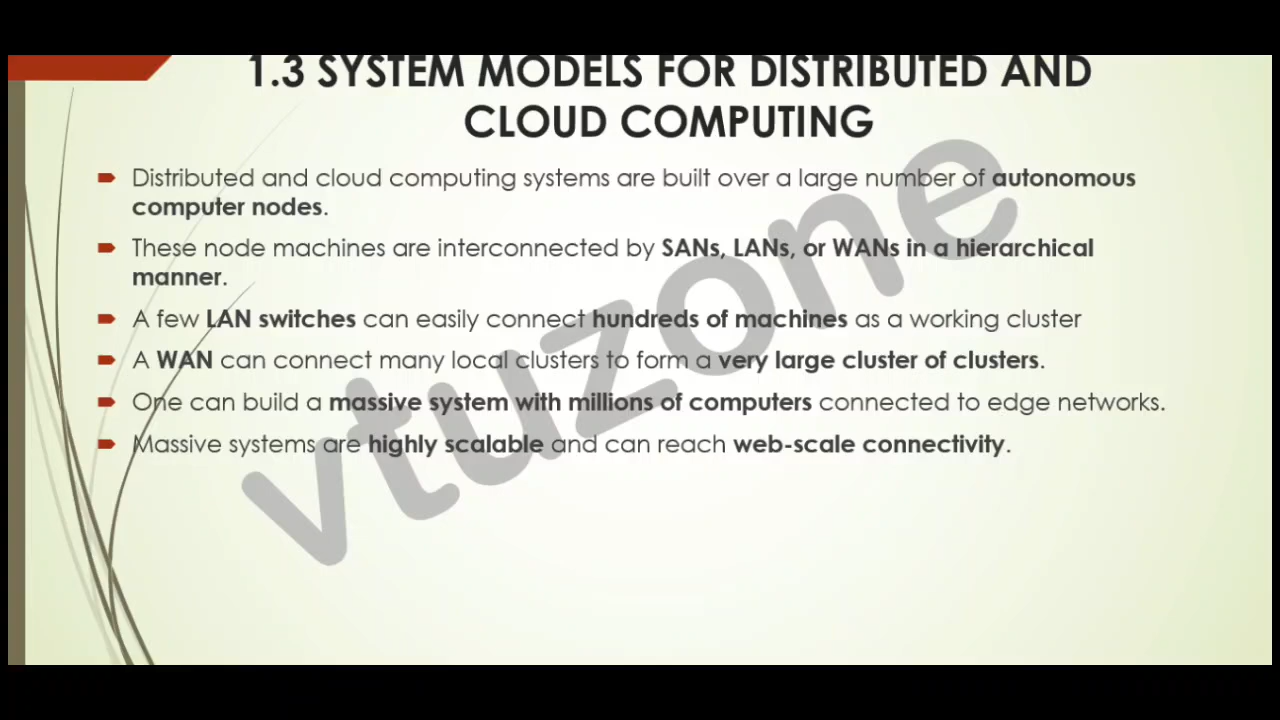 1.3 SYSTEM MODELS FOR DISTRIBUTED AND
CLOUD COMPUTING
Distributed and cloud computing systems are built over a large number of autonomous
computer nodes.
These node machines are interconnected by SANs, LANs, or WANs in a hierarchical
manner.
A few LAN switches can easily connect hundreds of machines as a working cluster
A WAN can connect many local clusters to form a very large cluster of clusters.
One can build a massive system with millions of computers connected to edge networks.
Massive systems are highly scalable and can reach web-scale connectivity.
vtuzone